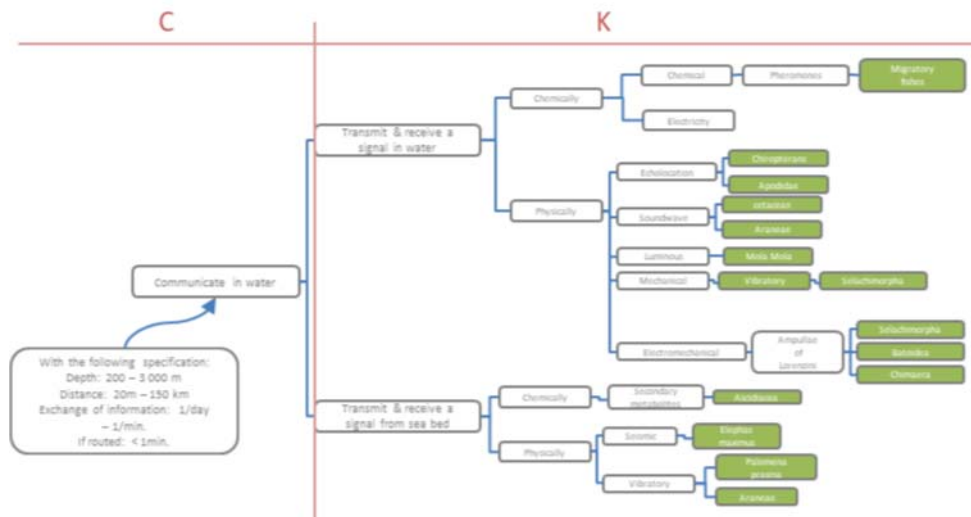 C
K
Migratory
fishes
Chemical
Pheromones
Chemically
Electricity
Transmit & receive a
signal in water
Echolocation
Chiropterans
Apodidae
Physically
Soundwave
cetacean
Araneae
Luminous
Mola Mola
Communicate in water
Mechanical
Vibratory
Selachimorpha
With the following specification:
Depth: 200 – 3 000 m
Distance: 20m – 150 km
Exchange of information: 1/day
– 1/min.
If routed: < 1min.
Electromechanical
Ampullae
of
Selachimorpha
Batoidea
Chimaera
Transmit & receive a
signal from sea bed
Chemically
Secondary
metabolites
Ascidiacea
Physically
Seismic
Elephas
maximus
Vibratory
Palomena
prasina
Araneae